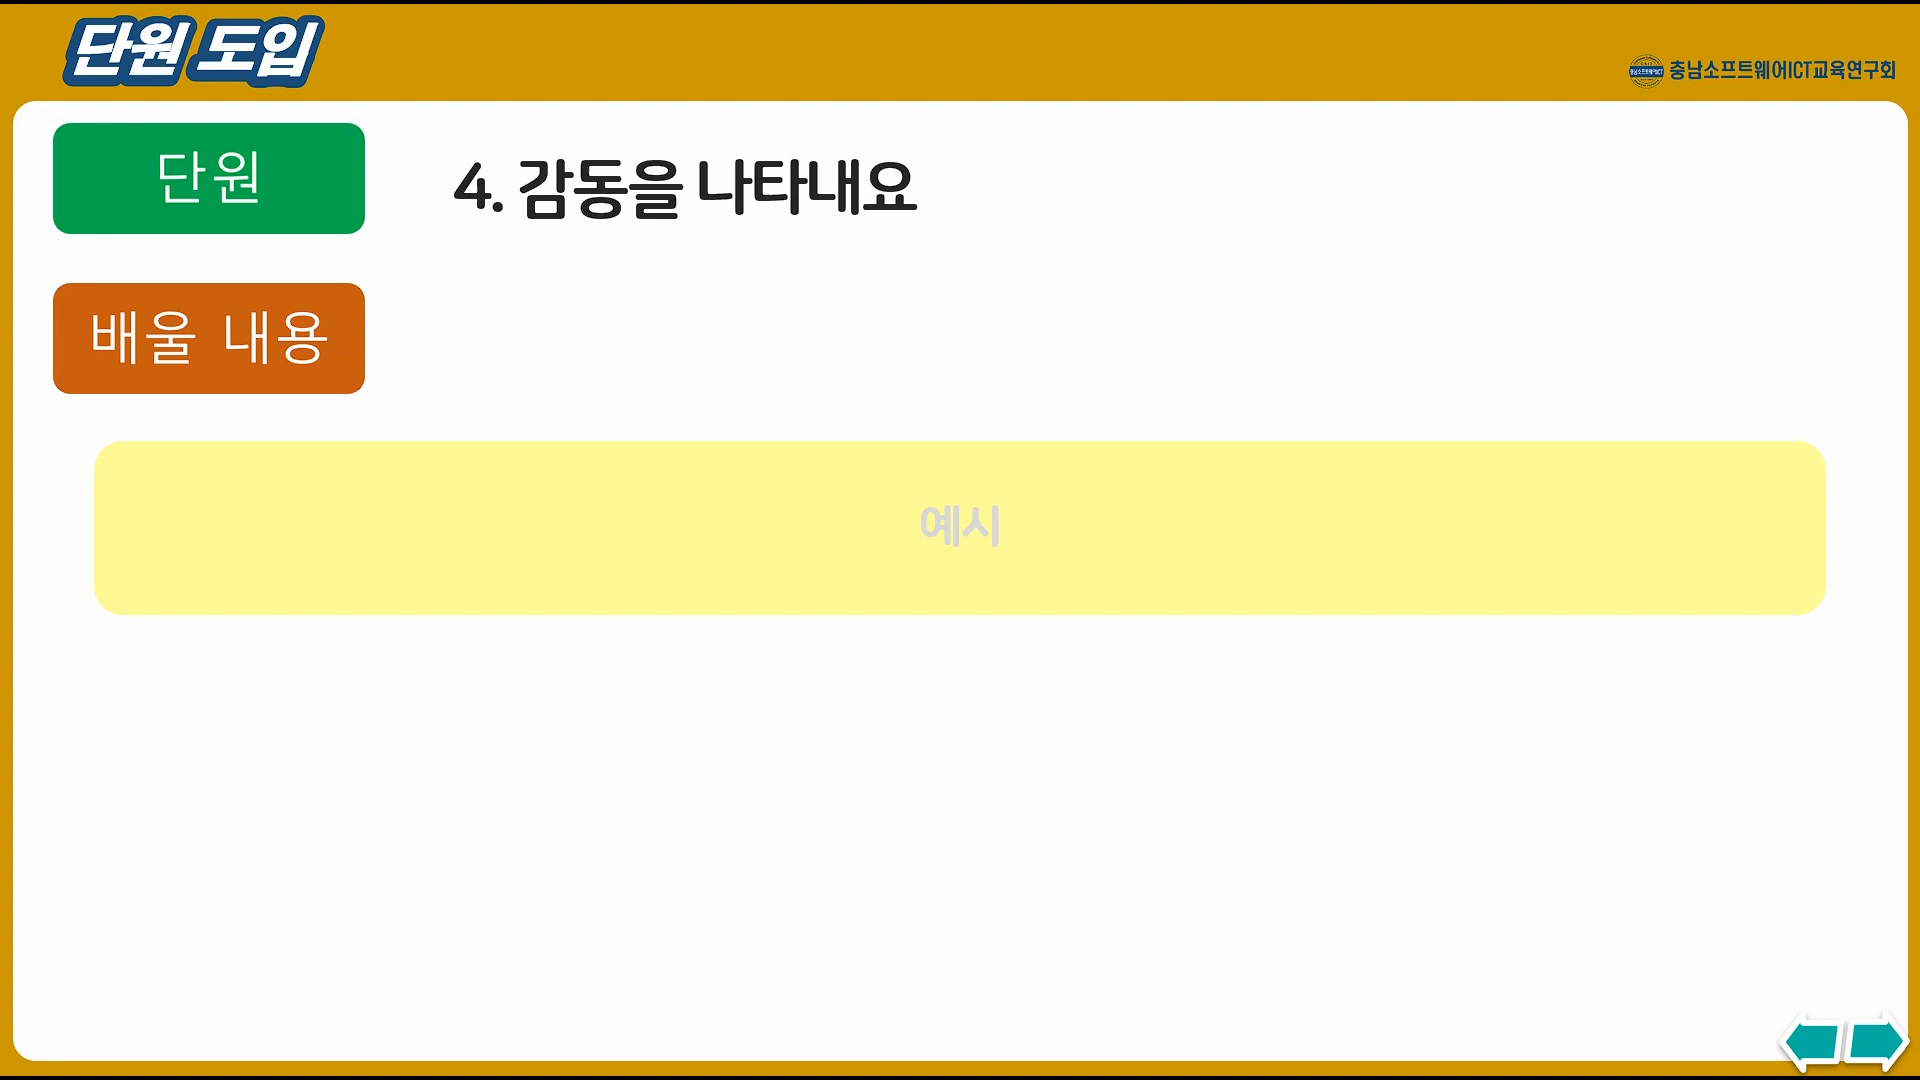 단원 도입
충남소프트웨어ICT교육연구회
단원
4. 감동을 나타내요
배울 내용
예시